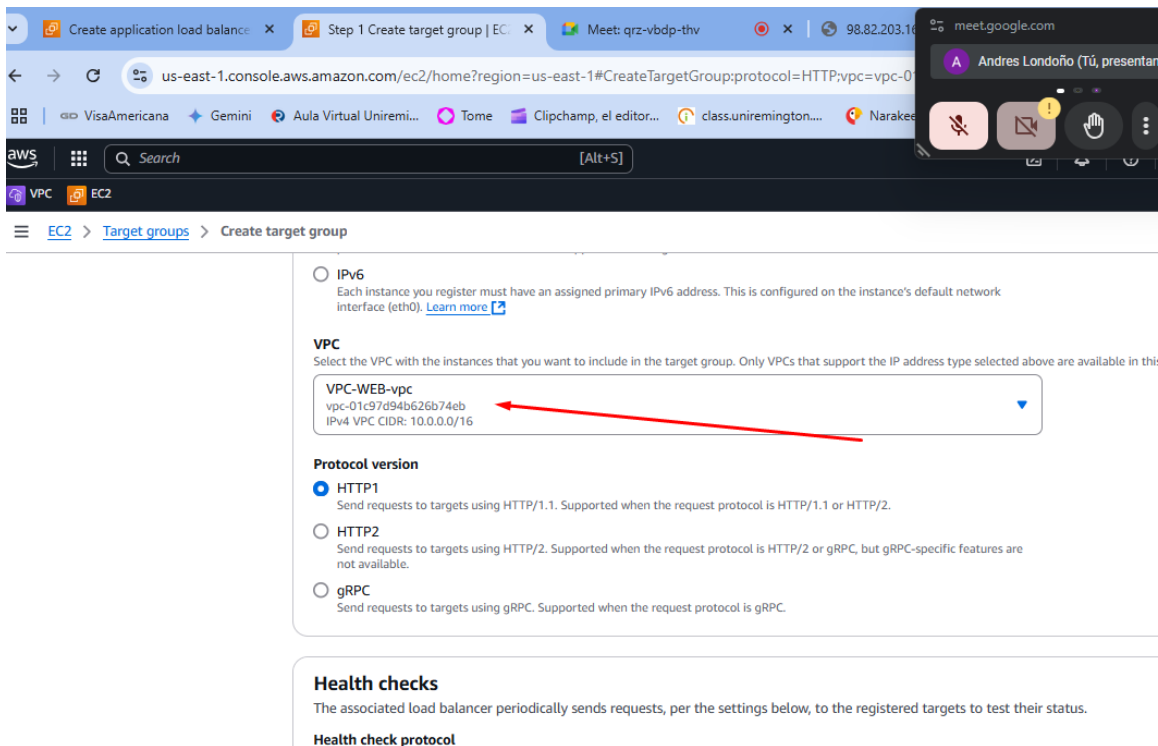 Create application load balance
Step 1 Create target group | EC
Meet: qrz-vbdp-thv
98.82.203.16
meet.google.com
A Andres Londoño (Tú, presentan
us-east-1.console.aws.amazon.com/ec2/home?region=us-east-1#CreateTargetGroup:protocol=HTTP;vpc=vpc-0
VisaAmericana
Gemini
Aula Virtual Uniremi...
Tome
Clipchamp, el editor...
class.uniremington....
Narakee
aws
Search
[Alt+S]
VPC
EC2
EC2 > Target groups > Create target group
IPv6
Each instance you register must have an assigned primary IPv6 address. This is configured on the instance's default network
interface (eth0). Learn more
VPC
Select the VPC with the instances that you want to include in the target group. Only VPCs that support the IP address type selected above are available in this
VPC-WEB-vpc
vpc-01c97d94b626b74eb
IPv4 VPC CIDR: 10.0.0.0/16
Protocol version
HTTP1
Send requests to targets using HTTP/1.1. Supported when the request protocol is HTTP/1.1 or HTTP/2.
HTTP2
Send requests to targets using HTTP/2. Supported when the request protocol is HTTP/2 or gRPC, but gRPC-specific features are
not available.
gRPC
Send requests to targets using gRPC. Supported when the request protocol is gRPC.
Health checks
The associated load balancer periodically sends requests, per the settings below, to the registered targets to test their status.
Health check protocol